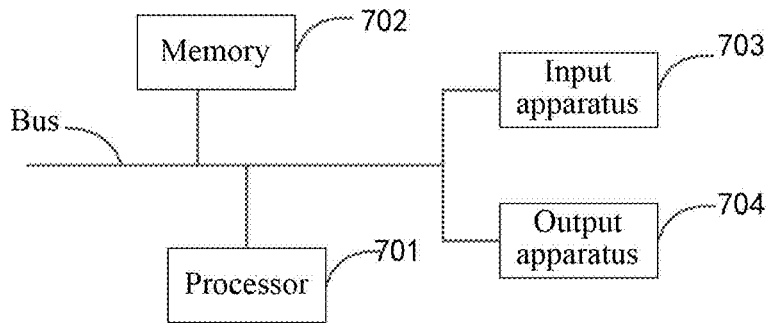 702
Memory
703
Input
apparatus
Bus
704
Output
apparatus
701
Processor